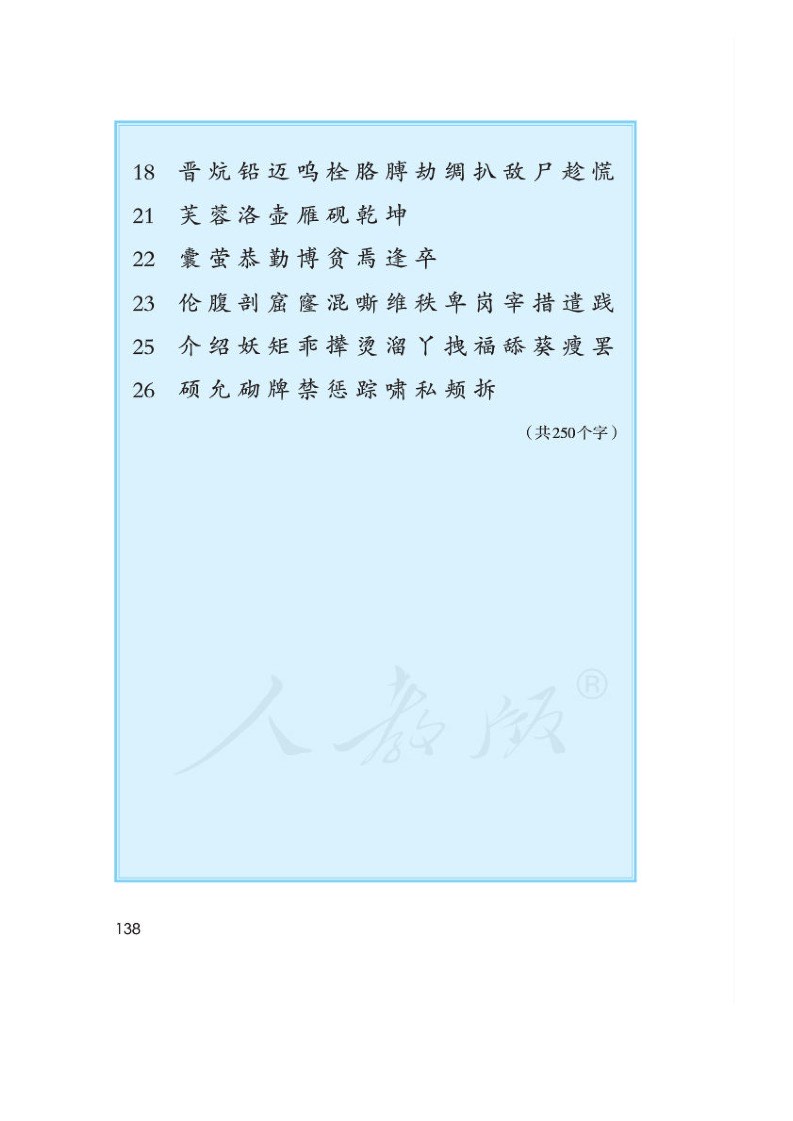 18 晋 炕 铅 迈 呜 栓 胳 膊 劫 绸 扒 敌 尸 趁 慌
21 芙 蓉 洛 壶 雁 砚 乾 坤
22 囊 萤 恭 勤 博 贫 焉 逢 卒
23 伦 腹 剖 窟 窿 混 嘶 维 秩 卑 岗 宰 措 遣 践
25 介 绍 妖 矩 乖 撵 烫 溜 丫 拽 福 舔 葵 瘦 罢
26 硕 允 砌 牌 禁 惩 踪 啸 私 颊 拆
（共250个字）
人教版®
138